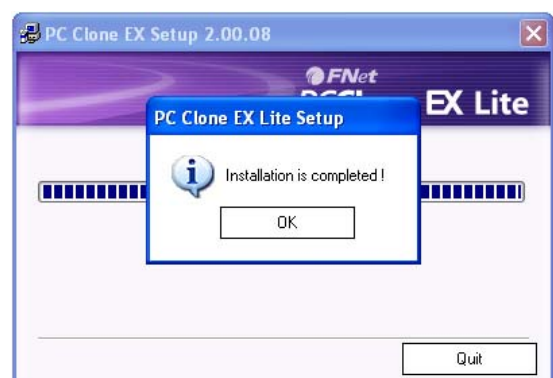 PC Clone EX Setup 2.00.08
FNet
EX Lite
PC Clone EX Lite Setup
Installation is completed !
OK
Quit